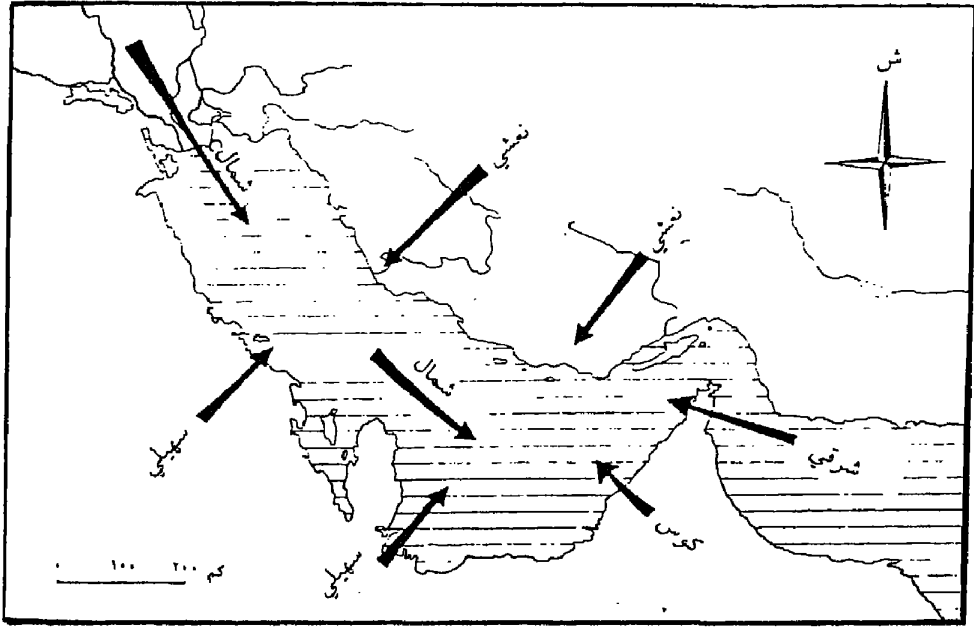 ش
شمال
نعشي
نعشي
شمال
سهيلي
شرقي
كوس
سهيلي
٠ ١٠٠ ٢٠٠ كم